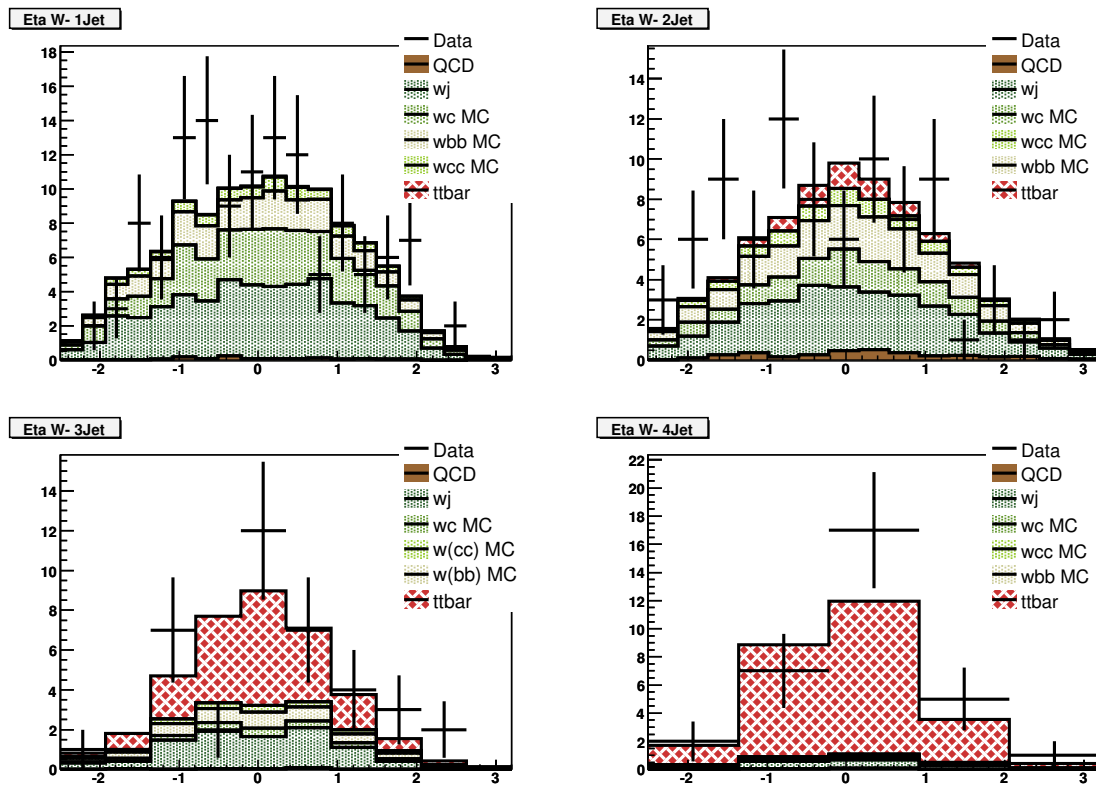 Eta W- 1Jet
18
16
14
12
10
8
6
4
2
0
-2 -1 0 1 2 3
Data
QCD
wj
wc MC
wbb MC
wcc MC
ttbar
Eta W- 2Jet
14
12
10
8
6
4
2
0
-2 -1 0 1 2 3
Data
QCD
wj
wc MC
wcc MC
wbb MC
ttbar
Eta W- 3Jet
14
12
10
8
6
4
2
0
-2 -1 0 1 2 3
Data
QCD
wj
wc MC
w(cc) MC
w(bb) MC
ttbar
Eta W- 4Jet
22
20
18
16
14
12
10
8
6
4
2
0
-2 -1 0 1 2 3
Data
QCD
wj
wc MC
wcc MC
wbb MC
ttbar